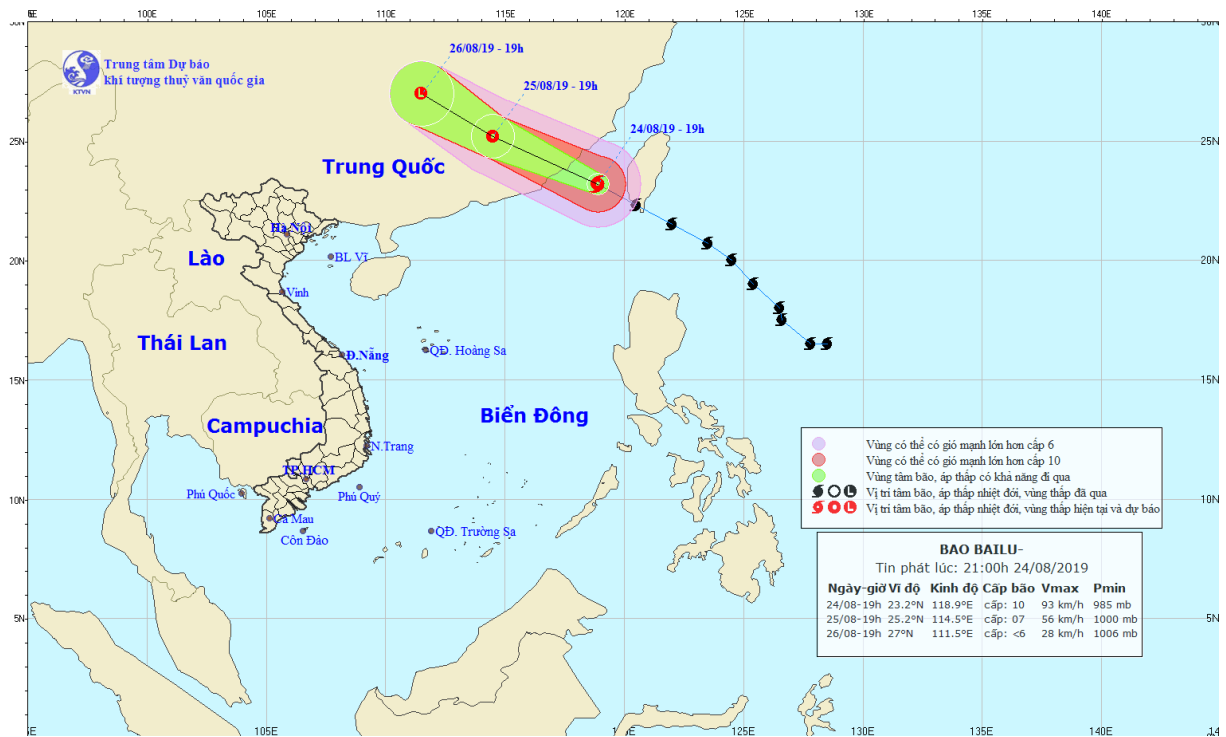 100E 105E 110E 115E 120E 125E 130E 135E 140E
Trung tâm Dự báo
khí tượng thuỷ văn quốc gia
KTVN
26/08/19 - 19h
25/08/19 - 19h
24/08/19 - 19h
25N
Trung Quốc
Hà Nội
Lào
BL Vĩ
20N
Vinh
Thái Lan
QĐ. Hoàng Sa
Đ.Nẵng
15N
Biển Đông
Campuchia
N.Trang
TP.HCM
Phú Quốc
Phú Quý
10N
Cà Mau
QĐ. Trường Sa
Côn Đảo
5N
Vùng có thể có gió mạnh lớn hơn cấp 6
Vùng có thể có gió mạnh lớn hơn cấp 10
Vùng tâm bão, áp thấp có khả năng đi qua
Vị trí tâm bão, áp thấp nhiệt đới, vùng thấp đã qua
Vị trí tâm bão, áp thấp nhiệt đới, vùng thấp hiện tại và dự báo
BAO BAILU-
Tin phát lúc: 21:00h 24/08/2019
Ngày-giờ Vĩ độ Kinh độ Cấp bão Vmax Pmin
24/08-19h 23.2°N 118.9°E cấp: 10 93 km/h 985 mb
25/08-19h 25.2°N 114.5°E cấp: 07 56 km/h 1000 mb
26/08-19h 27°N 111.5°E cấp: <6 28 km/h 1006 mb
105E 110E 115E 125E 130E 135E 140E